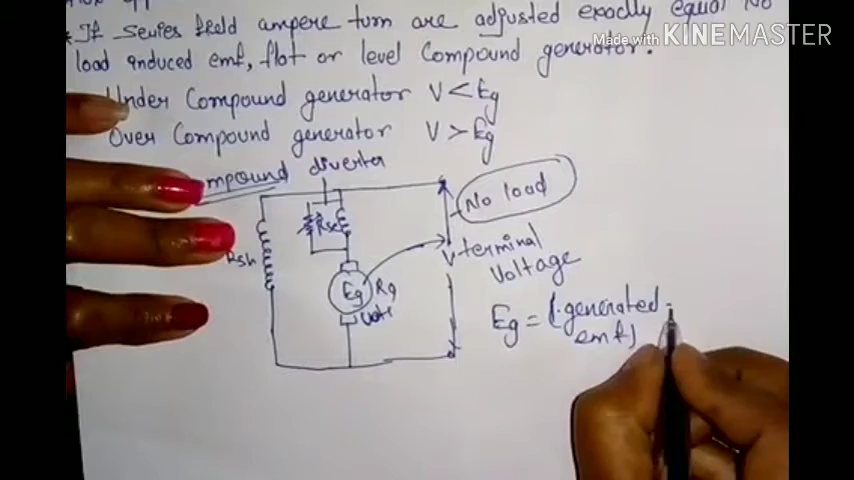 * If series field ampere turn are adjusted exactly equal No
Made with KINEMASTER
load induced emf, flat or level Compound generator.
Under Compound generator V < Eg
Over Compound generator V > Eg
mpound diverter
No load
Rse
Rsh
V terminal
Voltage
Eg Rg
Eg = (generated
emf)